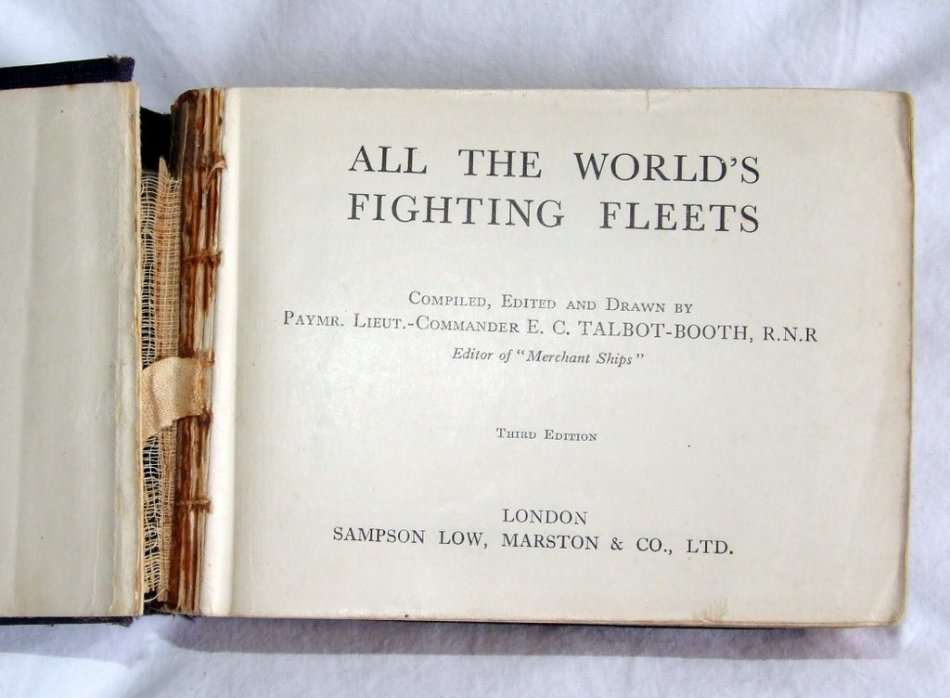 ALL THE WORLD'S
FIGHTING FLEETS
Compiled, Edited and Drawn by
Paymr. Lieut.-Commander E. C. TALBOT-BOOTH, R.N.R
Editor of "Merchant Ships"
Third Edition
LONDON
SAMPSON LOW, MARSTON & CO., LTD.